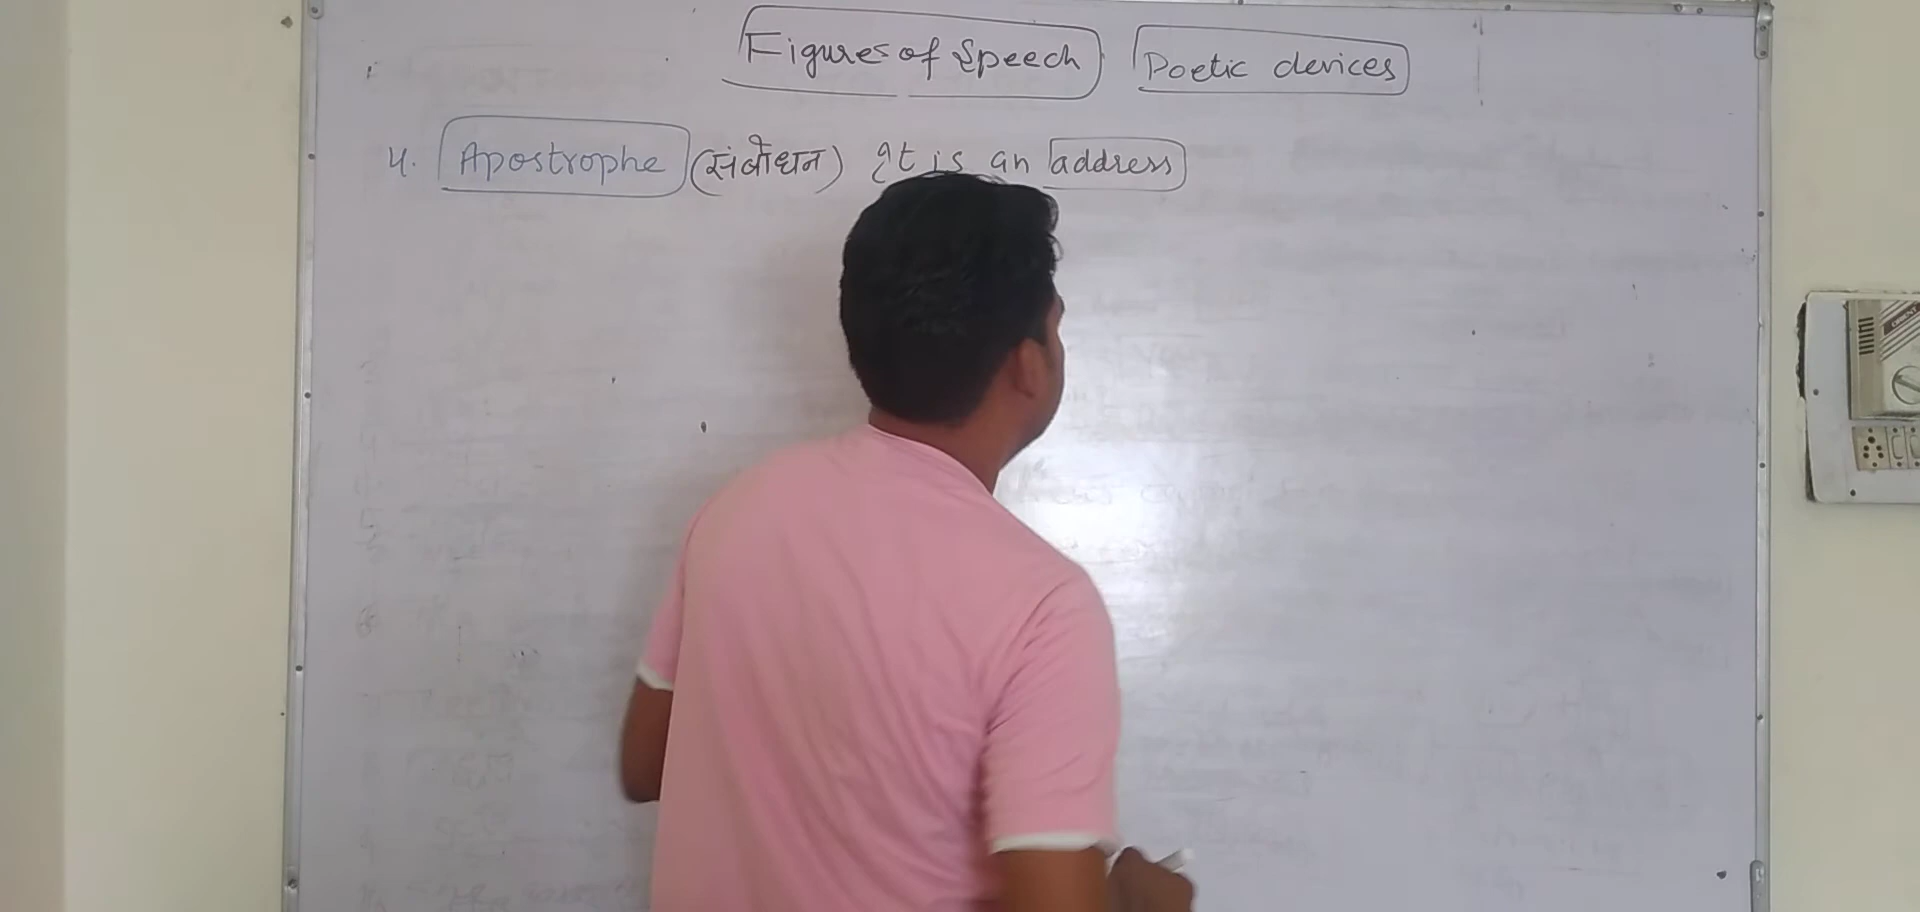 Figures of Speech Poetic devices
4. Apostrophe (संबोधन) It is an address